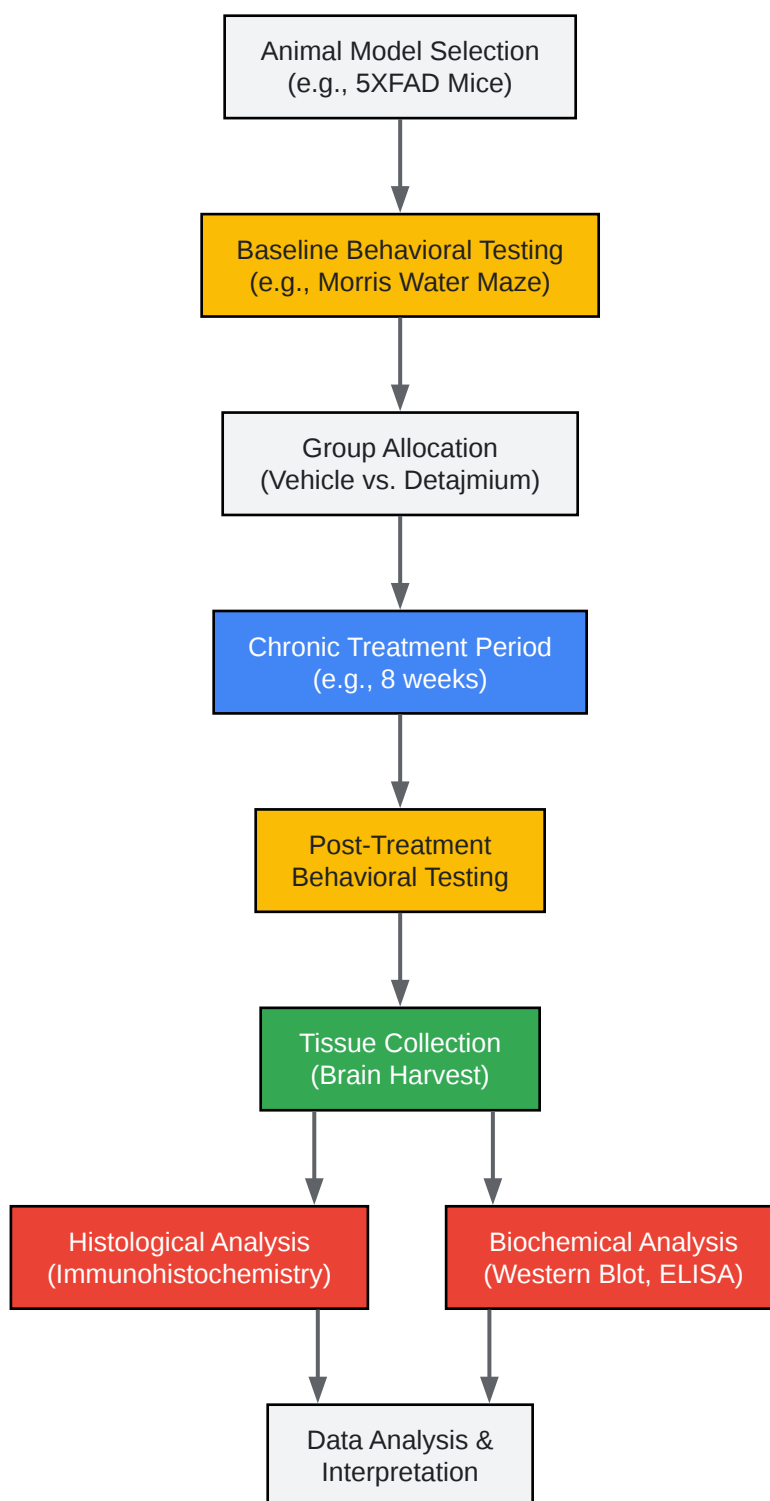 Animal Model Selection
(e.g., 5XFAD Mice)
Baseline Behavioral Testing
(e.g., Morris Water Maze)
Group Allocation
(Vehicle vs. Detajmium)
Chronic Treatment Period
(e.g., 8 weeks)
Post-Treatment
Behavioral Testing
Tissue Collection
(Brain Harvest)
Histological Analysis
(Immunohistochemistry)
Biochemical Analysis
(Western Blot, ELISA)
Data Analysis &
Interpretation